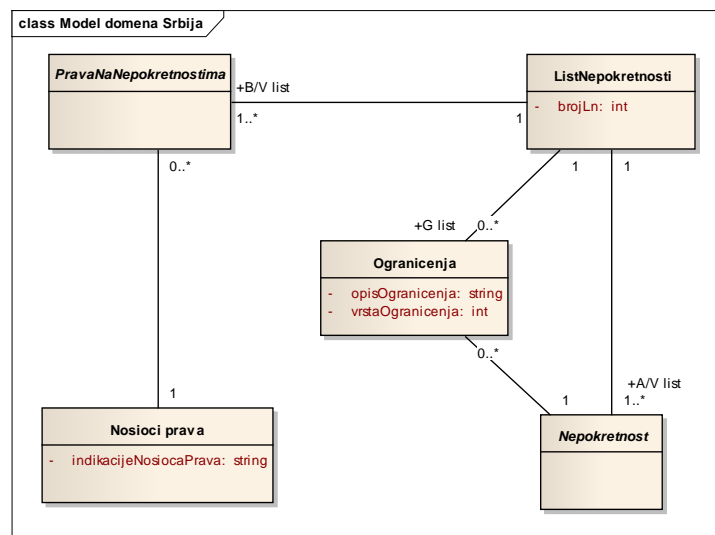 class Model domena Srbija
PravaNaNepokretnostima
ListNepokretnosti
- brojLn: int
+B/V list
1..*
1
0..*
1
1
+G list
0..*
Ogranicenja
- opisOgranicenja: string
- vrstaOgranicenja: int
0..*
1
+A/V list
1..*
1
Nosioci prava
- indikacijeNosiocaPrava: string
Nepokretnost